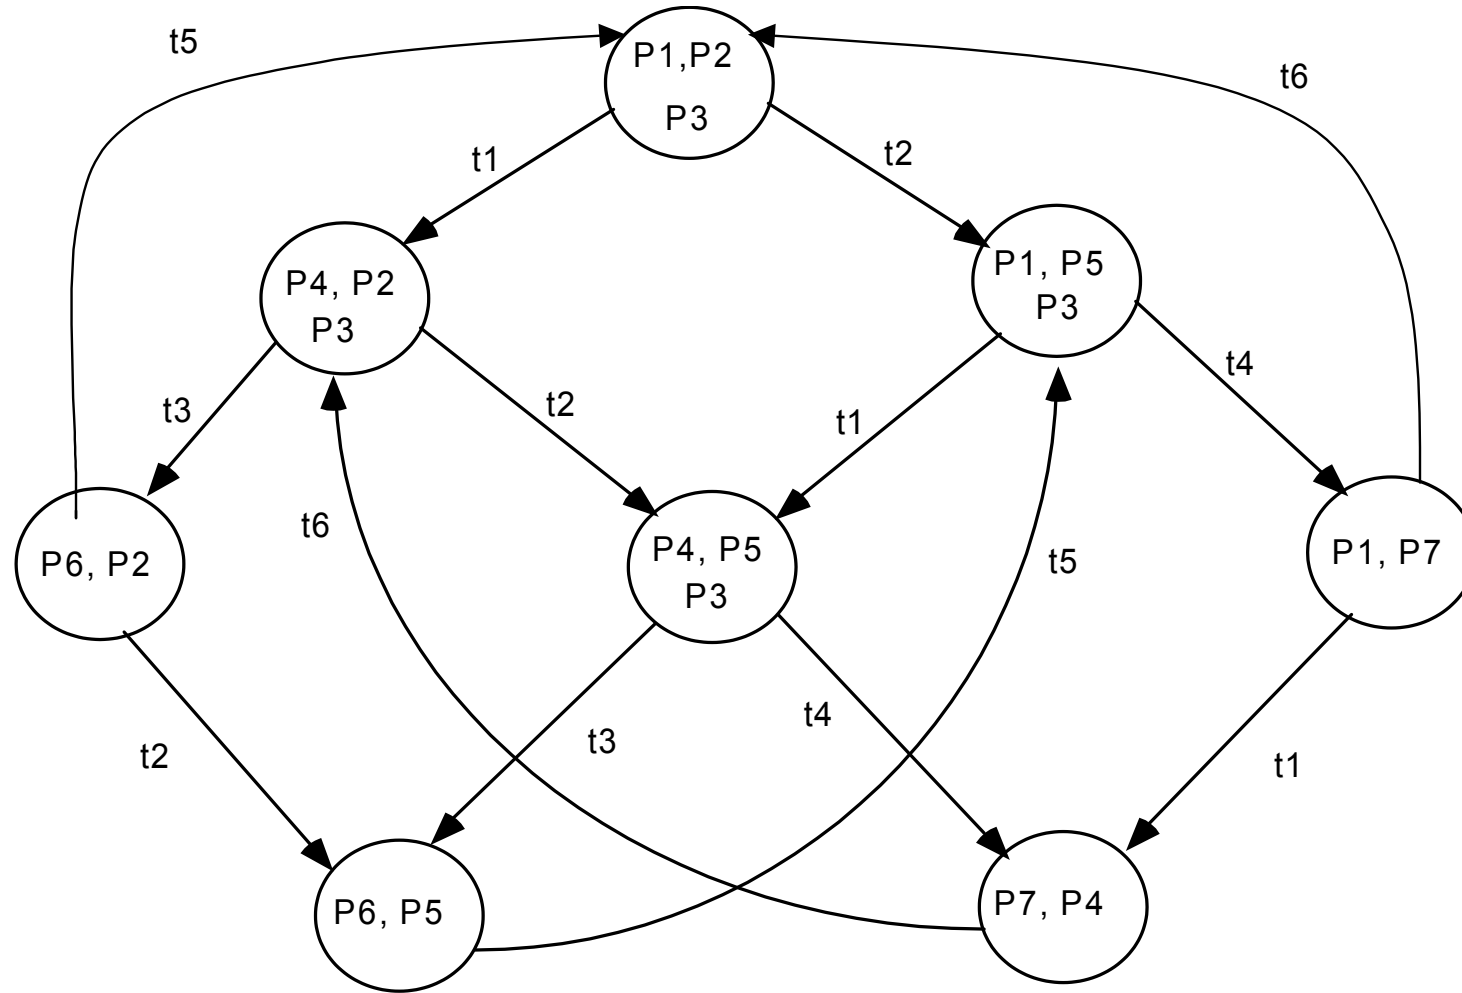 t5
P1,P2
P3
t6
t1
t2
P4, P2
P3
P1, P5
P3
t3
t2
t1
t4
P6, P2
t6
P4, P5
P3
t5
P1, P7
t2
t3
t4
t1
P6, P5
P7, P4